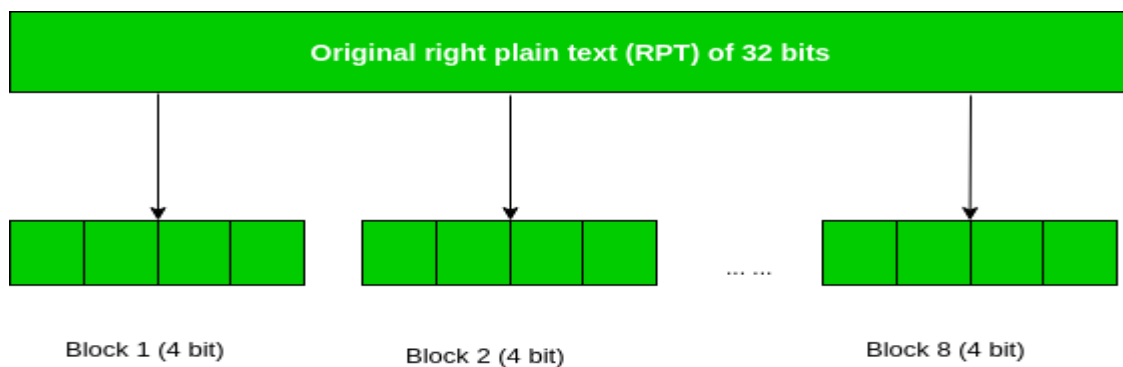 Original right plain text (RPT) of 32 bits
... ...
Block 1 (4 bit)
Block 2 (4 bit)
Block 8 (4 bit)